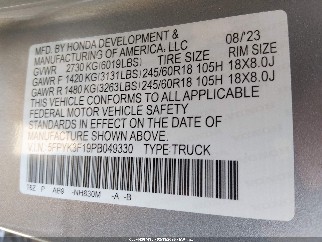 MFD. BY HONDA DEVELOPMENT & 08/23
MANUFACTURING OF AMERICA, LLC
GVWR 2730 KG(6019LBS) TIRE SIZE RIM SIZE
GAWR F 1420 KG(3131LBS) 245/60R18 105H 18X8.0J
GAWR R 1480 KG(3263LBS) 245/60R18 105H 18X8.0J
THIS VEHICLE CONFORMS TO ALL APPLICABLE
FEDERAL MOTOR VEHICLE SAFETY STANDARDS
IN EFFECT ON THE DATE OF MANUFACTURE
SHOWN ABOVE.
V.I.N. 5FPYK3F19PB049330 TYPE:TRUCK
NH830M -A -B